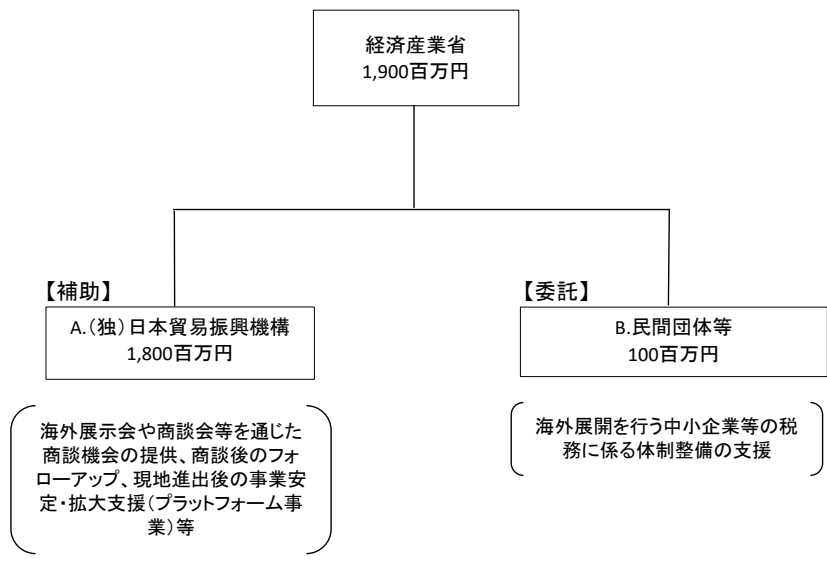 経済産業省
1,900百万円
【補助】
A.(独)日本貿易振興機構
1,800百万円
海外展示会や商談会等を通じた
商談機会の提供、商談後のフォ
ローアップ、現地進出後の事業安
定・拡大支援(プラットフォーム事
業)等
【委託】
B.民間団体等
100百万円
海外展開を行う中小企業等の税
務に係る体制整備の支援